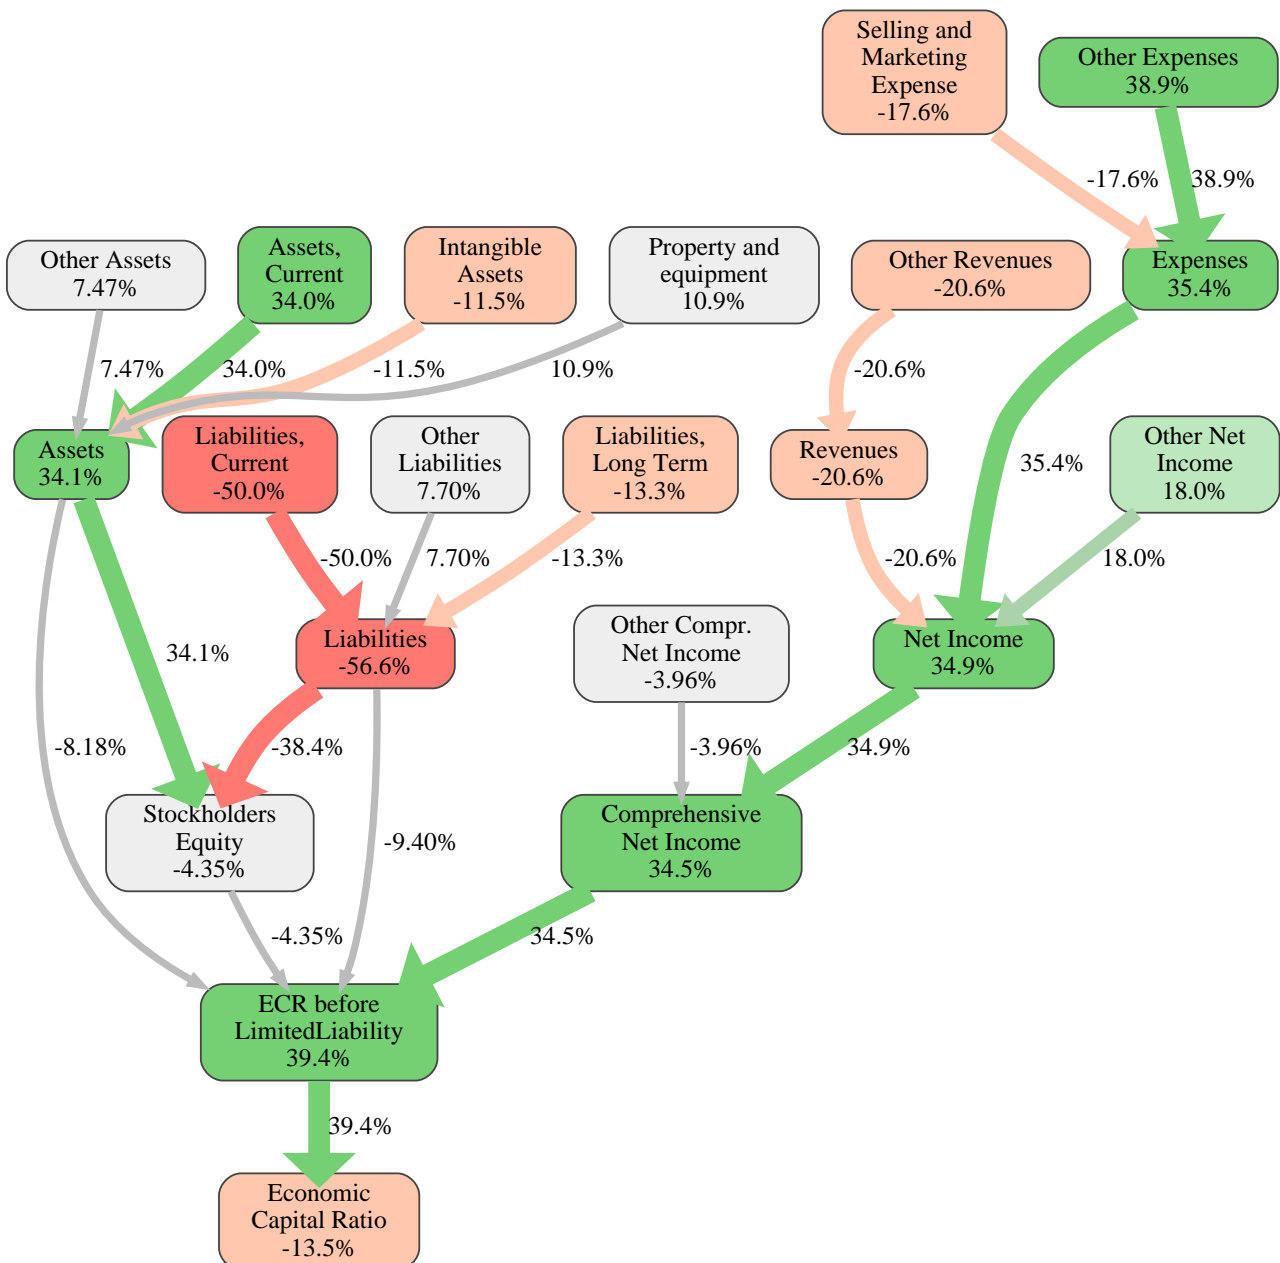 Selling and
Marketing
Expense
-17.6%
Other Expenses
38.9%
-17.6%
38.9%
Other Assets
7.47%
Assets,
Current
34.0%
Intangible
Assets
-11.5%
Property and
equipment
10.9%
Other Revenues
-20.6%
Expenses
35.4%
7.47%
34.0%
-11.5%
10.9%
-20.6%
35.4%
Assets
34.1%
Liabilities,
Current
-50.0%
Other
Liabilities
7.70%
Liabilities,
Long Term
-13.3%
Revenues
-20.6%
Other Net
Income
18.0%
-50.0%
7.70%
-13.3%
-20.6%
18.0%
34.1%
Liabilities
-56.6%
Other Compr.
Net Income
-3.96%
Net Income
34.9%
-8.18%
-38.4%
-3.96%
34.9%
Stockholders
Equity
-4.35%
-9.40%
Comprehensive
Net Income
34.5%
-4.35%
34.5%
ECR before
LimitedLiability
39.4%
39.4%
Economic
Capital Ratio
-13.5%